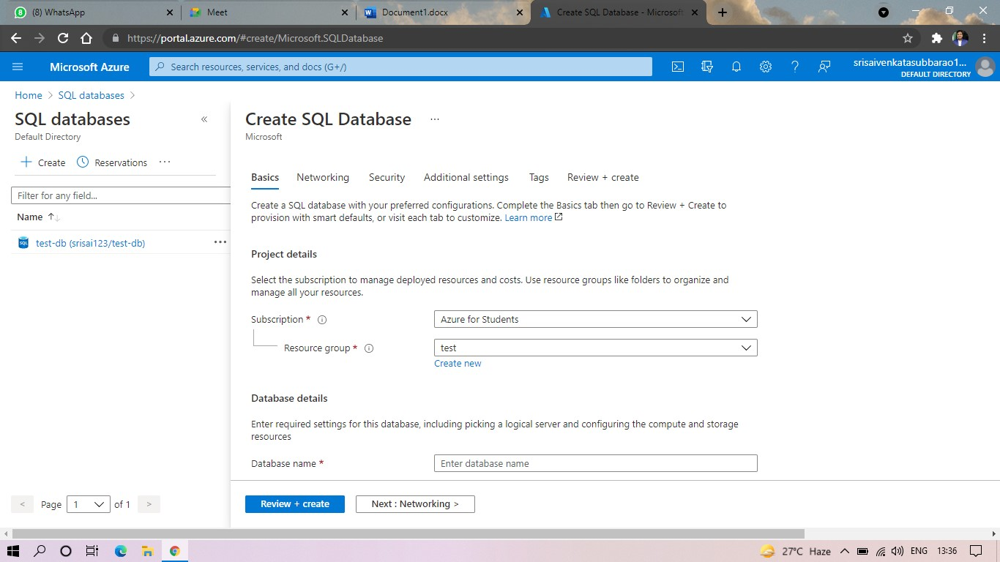 (8) WhatsApp
Meet
Document1.docx
Create SQL Database - Microsoft
https://portal.azure.com/#create/Microsoft.SQLDatabase
Microsoft Azure
Search resources, services, and docs (G+/)
srisaivenkatasubbarao1...
DEFAULT DIRECTORY
Home > SQL databases >
SQL databases
Default Directory
Create
Reservations
Filter for any field...
Name
test-db (srisai123/test-db)
Page 1 of 1
Create SQL Database
Microsoft
Basics Networking Security Additional settings Tags Review + create
Create a SQL database with your preferred configurations. Complete the Basics tab then go to Review + Create to
provision with smart defaults, or visit each tab to customize. Learn more
Project details
Select the subscription to manage deployed resources and costs. Use resource groups like folders to organize and
manage all your resources.
Subscription *
Azure for Students
Resource group *
test
Create new
Database details
Enter required settings for this database, including picking a logical server and configuring the compute and storage
resources
Database name *
Enter database name
Review + create
Next : Networking >
27°C Haze
ENG
13:36